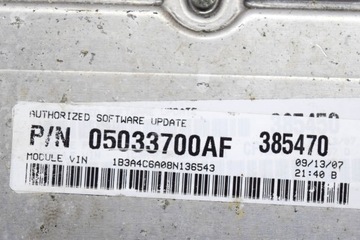 AUTHORIZED SOFTWARE UPDATE
P/N 05033700AF 385470
MODULE VIN 1B3A4C6A08N136543 09/13/07
21:40 B